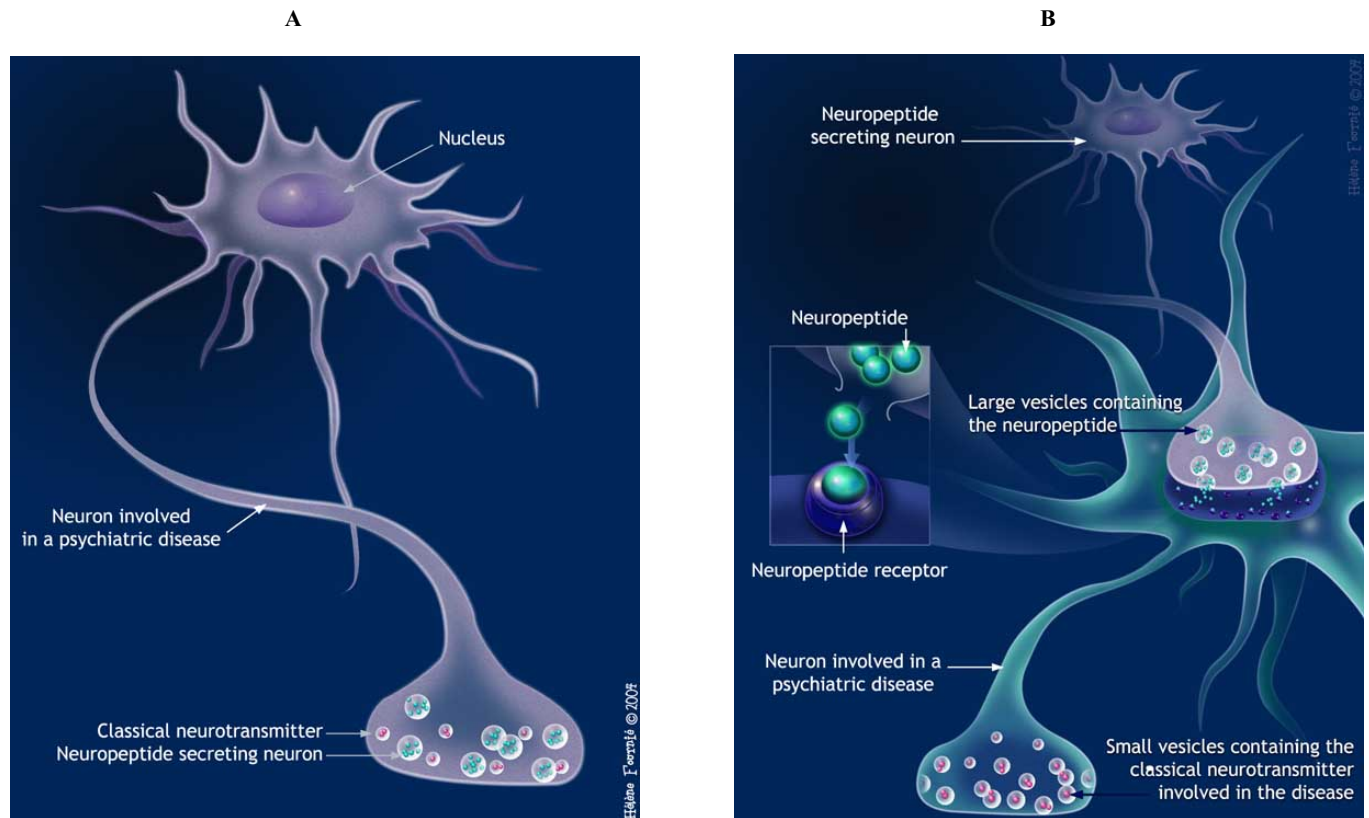 A
B
Nucleus
Neuron involved
in a psychiatric disease
Classical neurotransmitter
Neuropeptide secreting neuron
Hélène Fournié © 2004
Neuropeptide
secreting neuron
Hélène Fournié © 2004
Neuropeptide
Large vesicles containing
the neuropeptide
Neuropeptide receptor
Neuron involved in a
psychiatric disease
Small vesicles containing the
classical neurotransmitter
involved in the disease